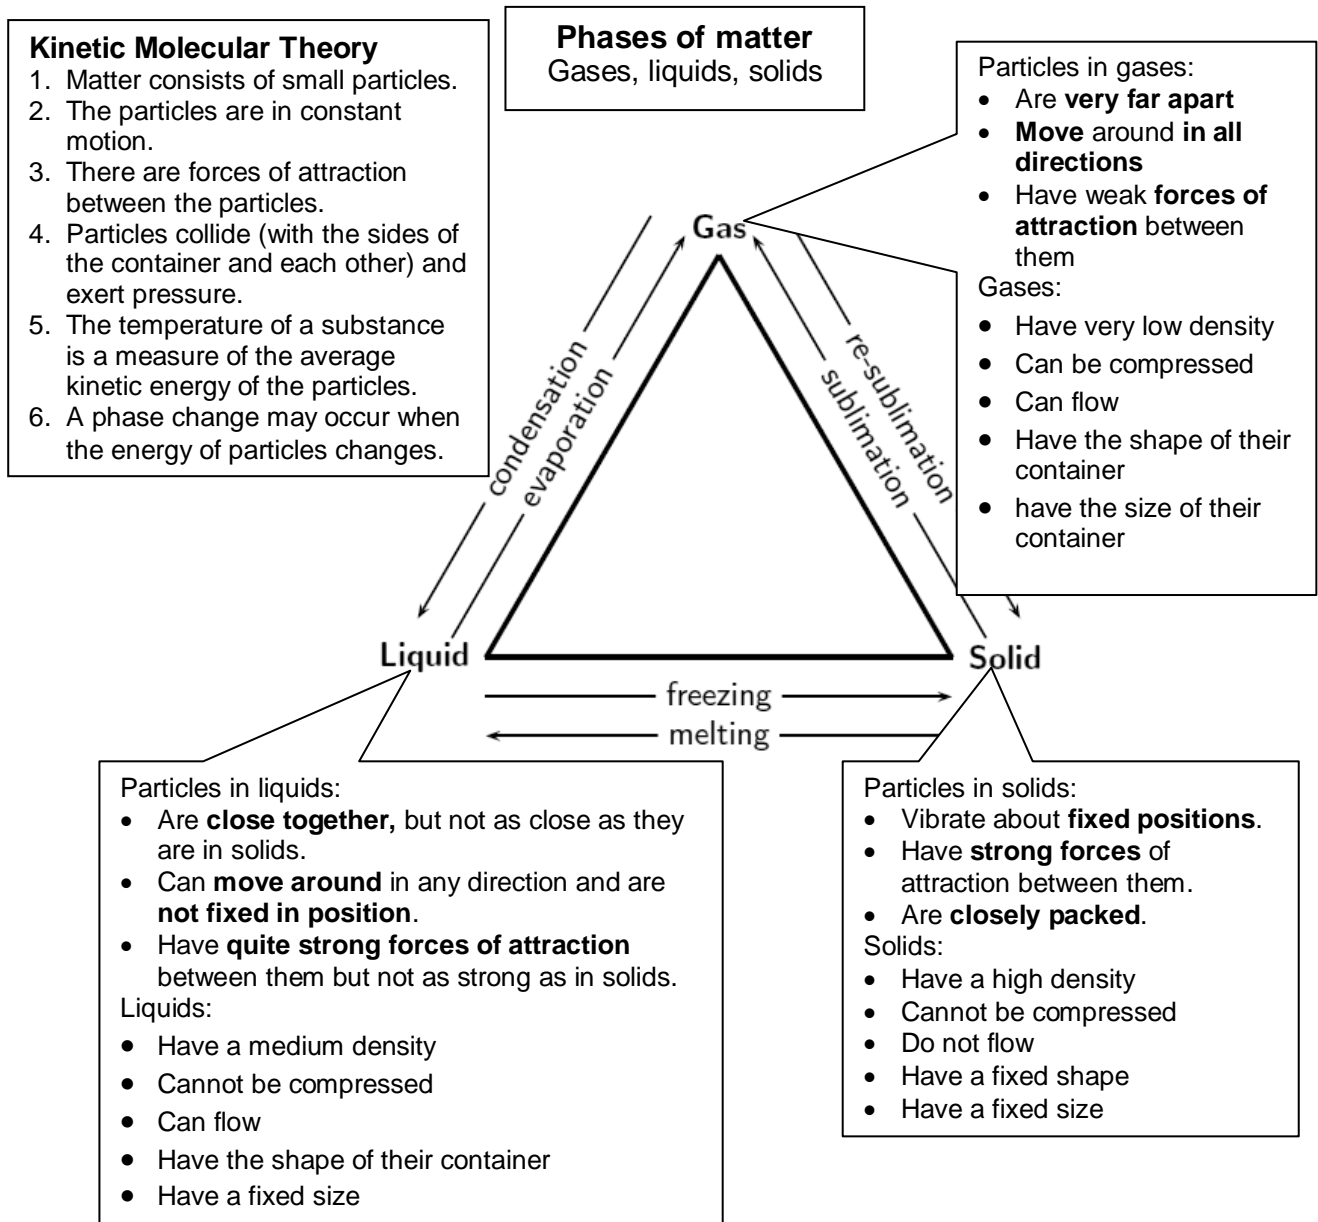 Kinetic Molecular Theory
1. Matter consists of small particles.
2. The particles are in constant
motion.
3. There are forces of attraction
between the particles.
4. Particles collide (with the sides of
the container and each other) and
exert pressure.
5. The temperature of a substance
is a measure of the average
kinetic energy of the particles.
6. A phase change may occur when
the energy of particles changes.
Phases of matter
Gases, liquids, solids
Particles in gases:
• Are very far apart
• Move around in all
directions
• Have weak forces of
attraction between
them
Gases:
• Have very low density
• Can be compressed
• Can flow
• Have the shape of their
container
• have the size of their
container
Gas
condensation
evaporation
re-sublimation
sublimation
Liquid
Solid
freezing
melting
Particles in liquids:
• Are close together, but not as close as they
are in solids.
• Can move around in any direction and are
not fixed in position.
• Have quite strong forces of attraction
between them but not as strong as in solids.
Liquids:
• Have a medium density
• Cannot be compressed
• Can flow
• Have the shape of their container
• Have a fixed size
Particles in solids:
• Vibrate about fixed positions.
• Have strong forces of
attraction between them.
• Are closely packed.
Solids:
• Have a high density
• Cannot be compressed
• Do not flow
• Have a fixed shape
• Have a fixed size